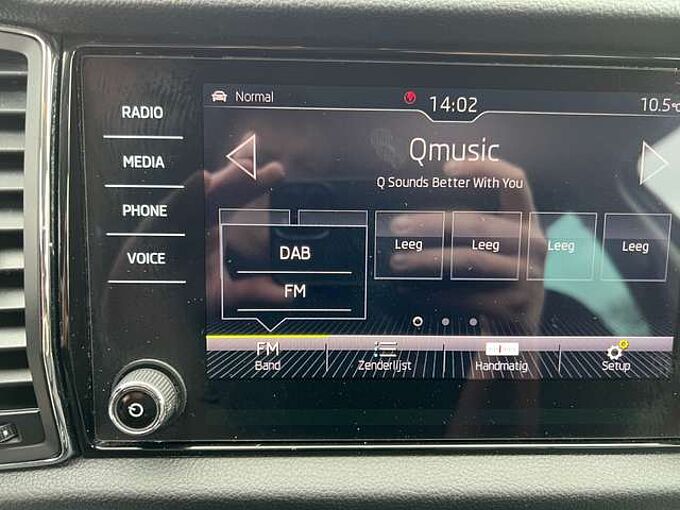 RADIO
MEDIA
PHONE
VOICE
Normal
14:02
10.5°C
Qmusic
Q Sounds Better With You
Leeg Leeg Leeg Leeg
DAB
FM
FM
Band
Zenderlijst
Handmatig
Setup